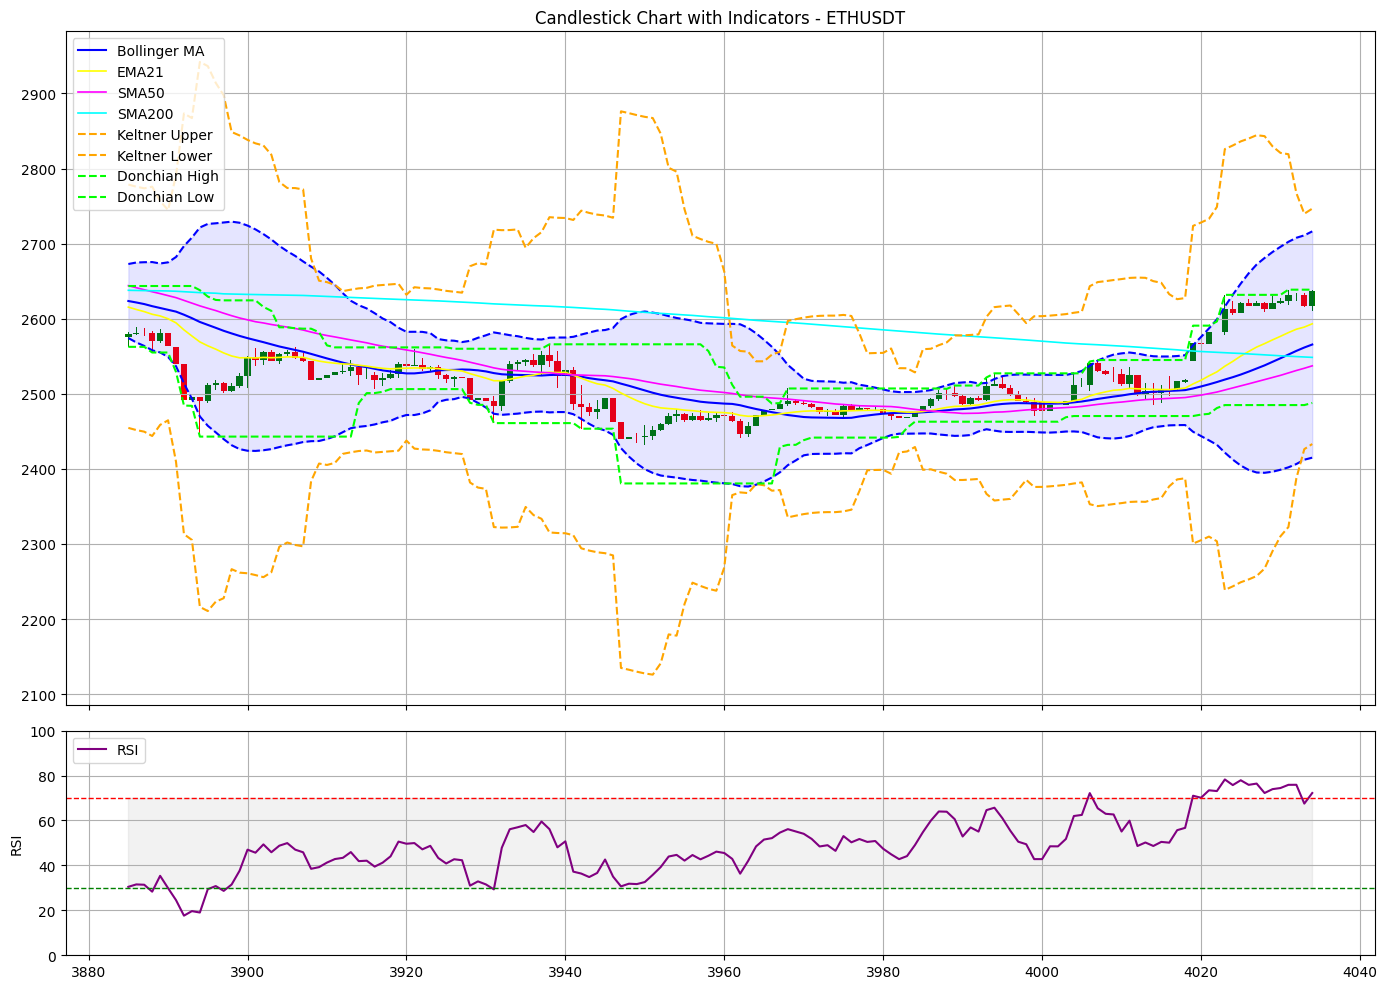 Candlestick Chart with Indicators - ETHUSDT
Bollinger MA
EMA21
SMA50
SMA200
Keltner Upper
Keltner Lower
Donchian High
Donchian Low
2900
2800
2700
2600
2500
2400
2300
2200
2100
RSI
100
80
60
40
20
0
RSI
3880
3900
3920
3940
3960
3980
4000
4020
4040